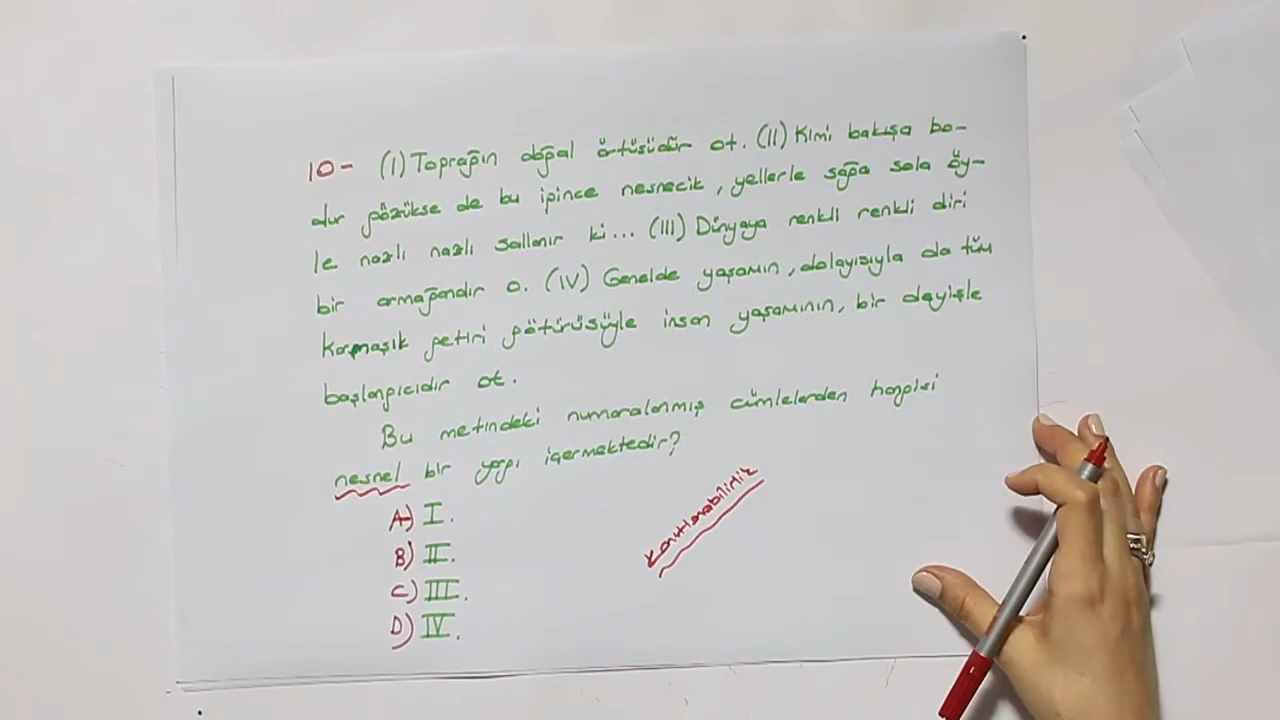 10- (I) Toprağın doğal örtüsüdür ot. (II) Kimi bakışa bo-
dur gözükse de bu ipince nesnecik, yellerle sağa sola öy-
le nazlı nazlı sallanır ki... (III) Dünyaya renkli renkli diri
bir armağandır o. (IV) Genelde yaşamın, dolayısıyla da tüm
karmaşık getiri götürüsüyle insan yaşamının, bir deyişle
başlangıcıdır ot.
Bu metindeki numaralanmış cümlelerden hangisi
nesnel bir yargı içermektedir?
A) I.
B) II.
C) III.
D) IV.
Kanıtlanabilirlik